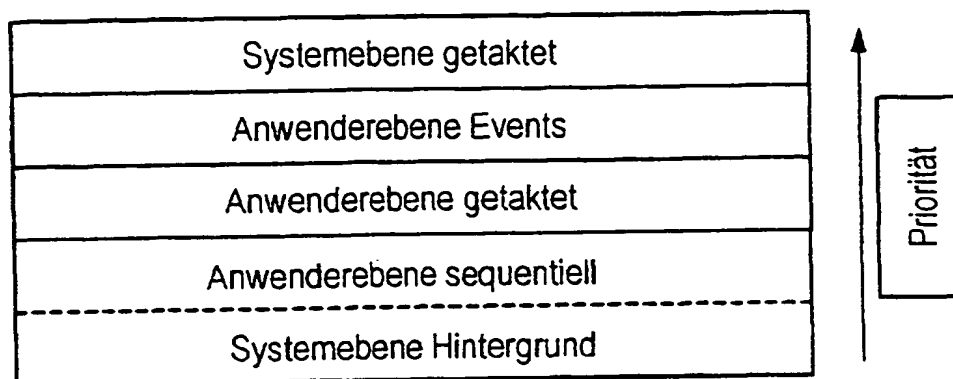 Systemebene getaktet
Anwenderebene Events
Anwenderebene getaktet
Anwenderebene sequentiell
Systemebene Hintergrund
Priorität